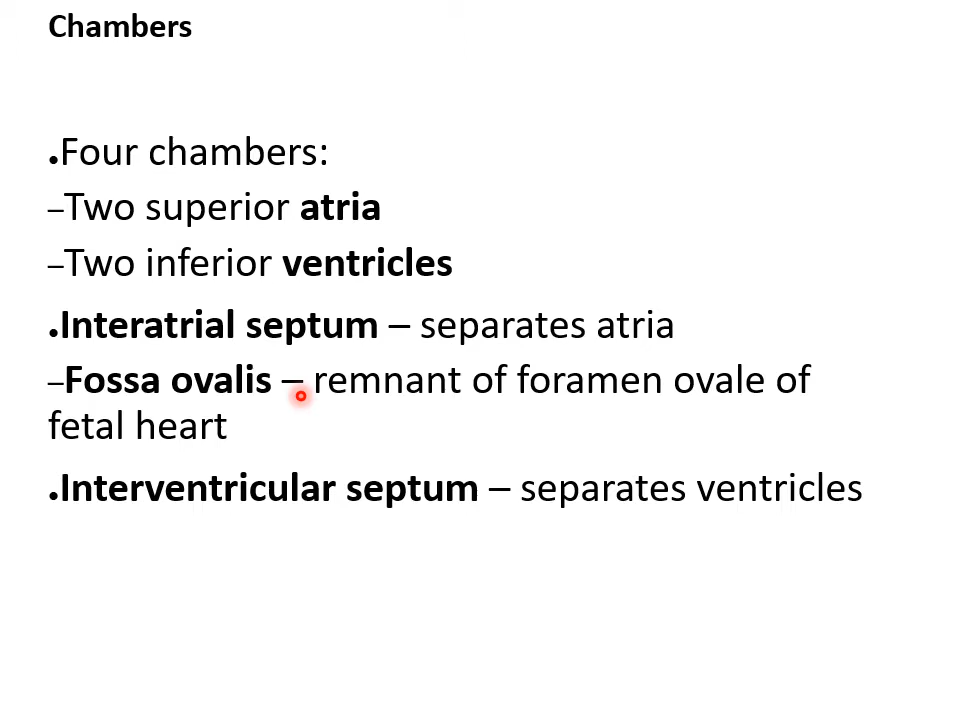 Chambers
•Four chambers:
–Two superior atria
–Two inferior ventricles
•Interatrial septum – separates atria
–Fossa ovalis – remnant of foramen ovale of
fetal heart
•Interventricular septum – separates ventricles